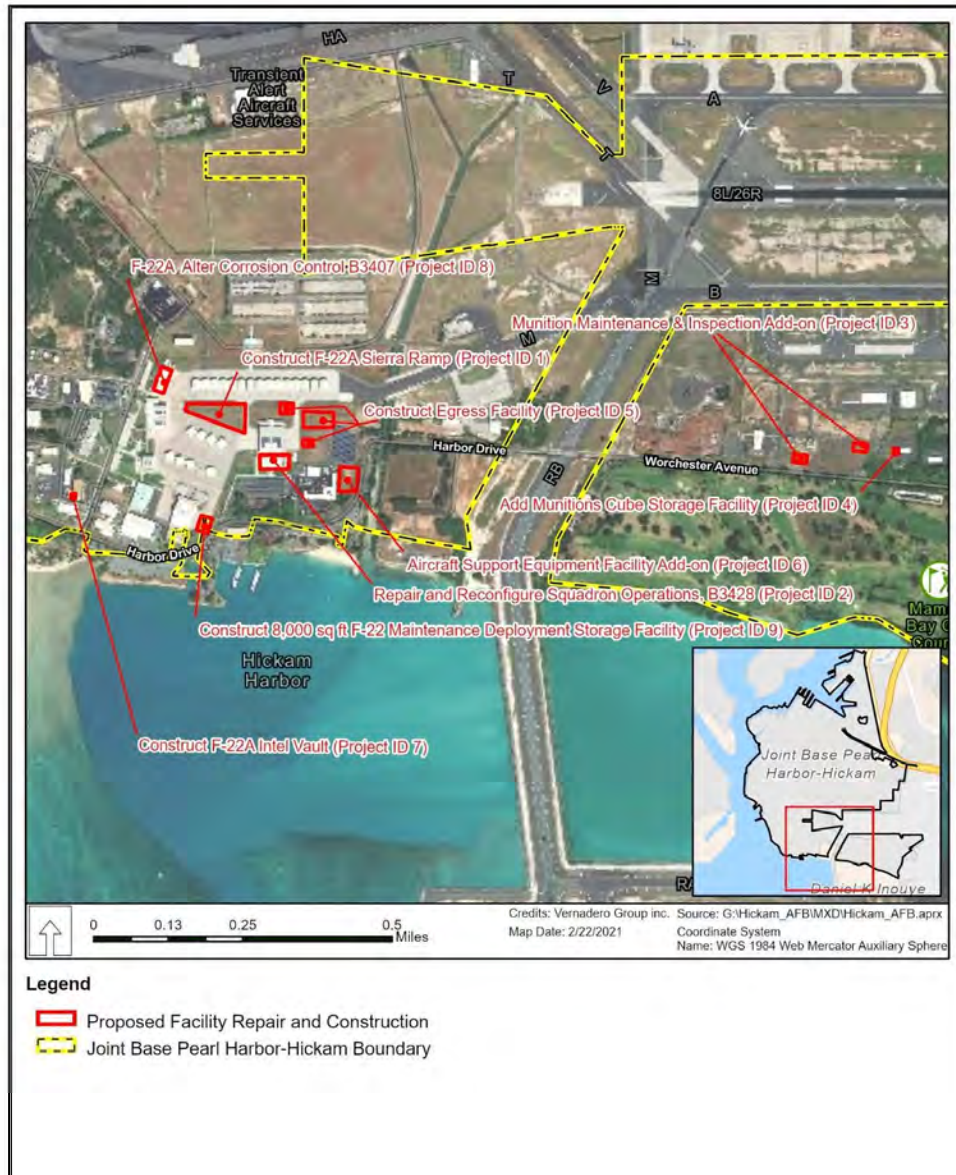 HA
Transient
Alert
Aircraft
Services
T
V
A
T
8L/26R
F-22A Alter Corrosion Control B3407 (Project ID 8)
M
B
Munition Maintenance & Inspection Add-on (Project ID 3)
M
Construct F-22A Sierra Ramp (Project ID 1)
Construct Egress Facility (Project ID 5)
Harbor Drive
RB
Worchester Avenue
Add Munitions Cube Storage Facility (Project ID 4)
Harbor Drive
Aircraft Support Equipment Facility Add-on (Project ID 6)
Repair and Reconfigure Squadron Operations, B3428 (Project ID 2)
Construct 8,000 sq ft F-22 Maintenance Deployment Storage Facility (Project ID 9)
Mam
Bay G
Cour
Hickam
Harbor
Construct F-22A Intel Vault (Project ID 7)
Joint Base Pearl
Harbor-Hickam
Daniel K Inouye
RA
0 0.13 0.25 0.5
Miles
Credits: Vernadero Group inc. Source: G:\Hickam_AFB\MXD\Hickam_AFB.aprx
Map Date: 2/22/2021 Coordinate System
Name: WGS 1984 Web Mercator Auxiliary Sphere
Legend
Proposed Facility Repair and Construction
Joint Base Pearl Harbor-Hickam Boundary